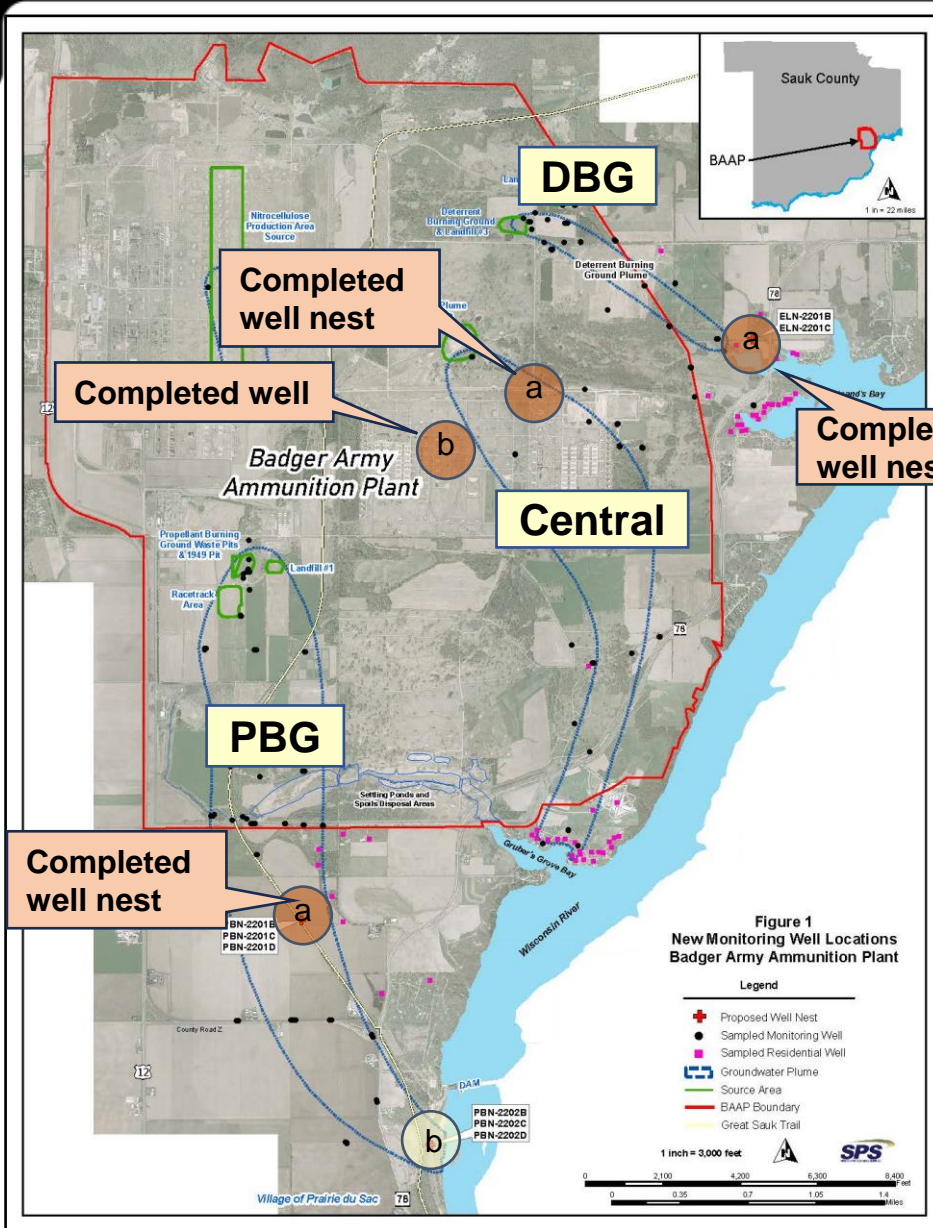 Sauk County
BAAP
1 in = 22 miles
DBG
Deterrent
Burning Ground
& Landfill #3
Deterrent Burning
Ground Plume
Nitrocellulose
Production Area
Source
Completed
well nest
Plume
78
ELN-2201B
ELN-2201C
a
a
Completed well
12
b
Badger Army
Ammunition Plant
Central
Propellant Burning
Ground Waste Pits
& 1949 Pit
Landfill #1
Racetrack
Area
78
PBG
Settling Ponds and
Spoils Disposal Areas
Gruber's Grove Bay
Completed
well nest
a
PBN-2201C
PBN-2201D
Wisconsin River
County Road Z
12
DAM
b
PBN-2202B
PBN-2202C
PBN-2202D
Village of Prairie du Sac
78
Figure 1
New Monitoring Well Locations
Badger Army Ammunition Plant
Legend
Proposed Well Nest
Sampled Monitoring Well
Sampled Residential Well
Groundwater Plume
Source Area
BAAP Boundary
Great Sauk Trail
1 inch = 3,000 feet
N
SPS
0 2,100 4,200 6,300 8,400
Feet
0 0.35 0.7 1.05 1.4
Miles